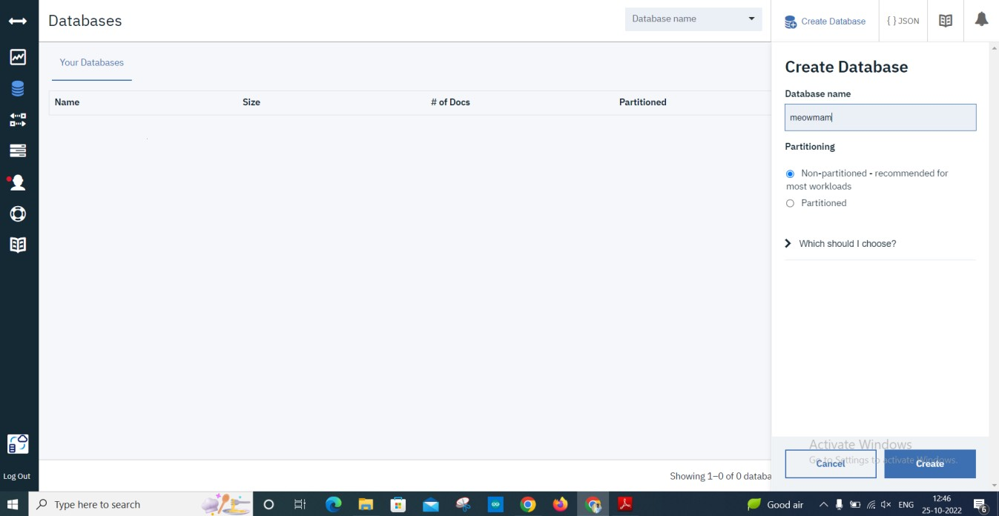 Databases
Database name
Create Database
{ } JSON
Your Databases
Name Size # of Docs Partitioned
Create Database
Database name
meowmam
Partitioning
Non-partitioned - recommended for
most workloads
Partitioned
Which should I choose?
Showing 1–0 of 0 databa
Activate Windows
Go to Settings to activate Windows.
Cancel
Create
Log Out
Type here to search
Good air
ENG
12:46
25-10-2022
6